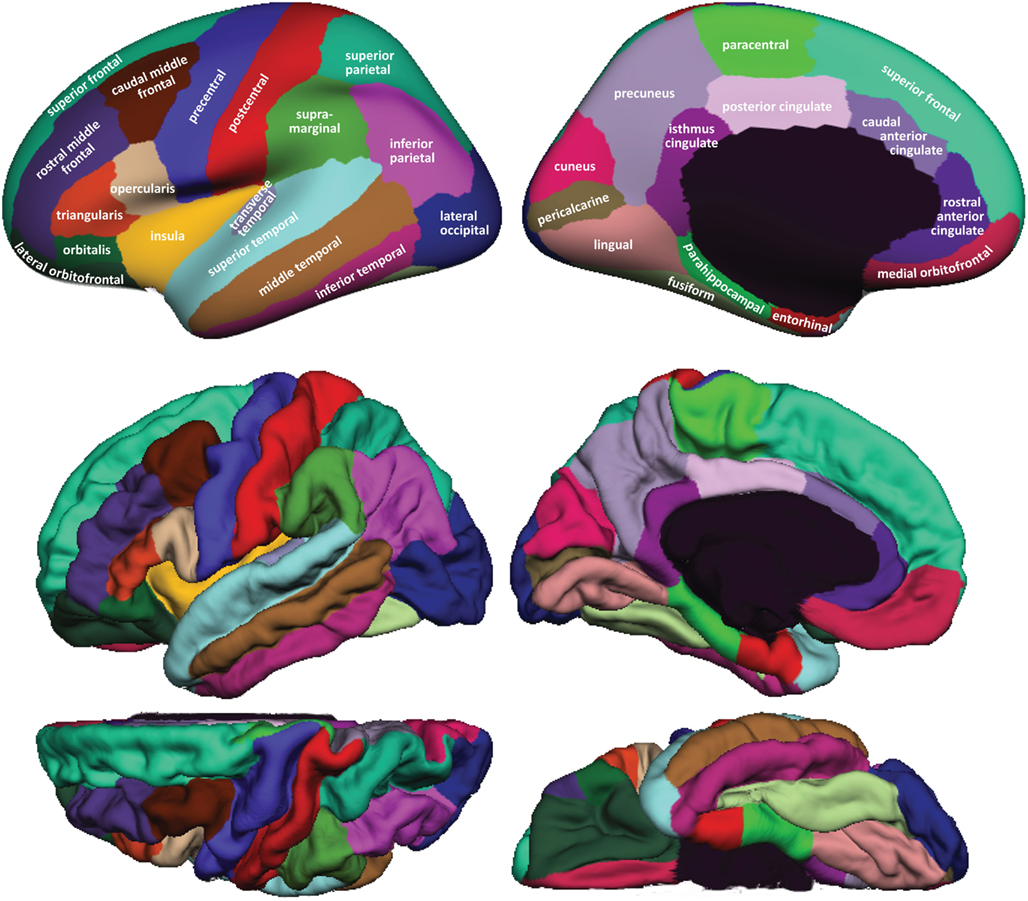 superior frontal
caudal middle
frontal
precentral
postcentral
superior
parietal
supra-
marginal
rostral middle
frontal
inferior
parietal
opercularis
triangularis
transverse
temporal
insula
superior temporal
lateral
occipital
orbitalis
middle temporal
lateral orbitofrontal
inferior temporal
paracentral
superior frontal
precuneus
posterior cingulate
isthmus
cingulate
caudal
anterior
cingulate
cuneus
pericalcarine
rostral
anterior
cingulate
lingual
parahippocampal
medial orbitofrontal
fusiform
entorhinal